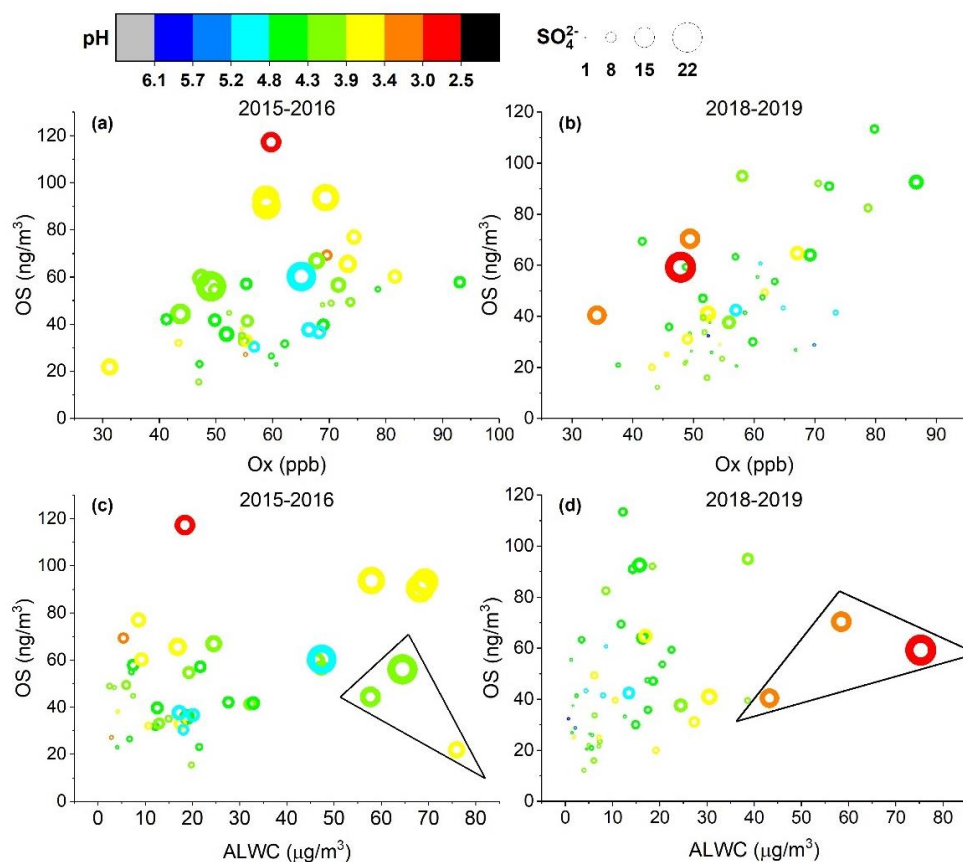 pH
6.1 5.7 5.2 4.8 4.3 3.9 3.4 3.0 2.5
SO₄²⁻
1 8 15 22
(a)
2015-2016
OS (ng/m³)
120
100
80
60
40
20
0
30 40 50 60 70 80 90 100
Ox (ppb)
(b)
2018-2019
OS (ng/m³)
120
100
80
60
40
20
0
30 40 50 60 70 80 90
Ox (ppb)
(c)
2015-2016
OS (ng/m³)
120
100
80
60
40
20
0
0 10 20 30 40 50 60 70 80
ALWC (μg/m³)
(d)
2018-2019
OS (ng/m³)
120
100
80
60
40
20
0
0 10 20 30 40 50 60 70 80
ALWC (μg/m³)